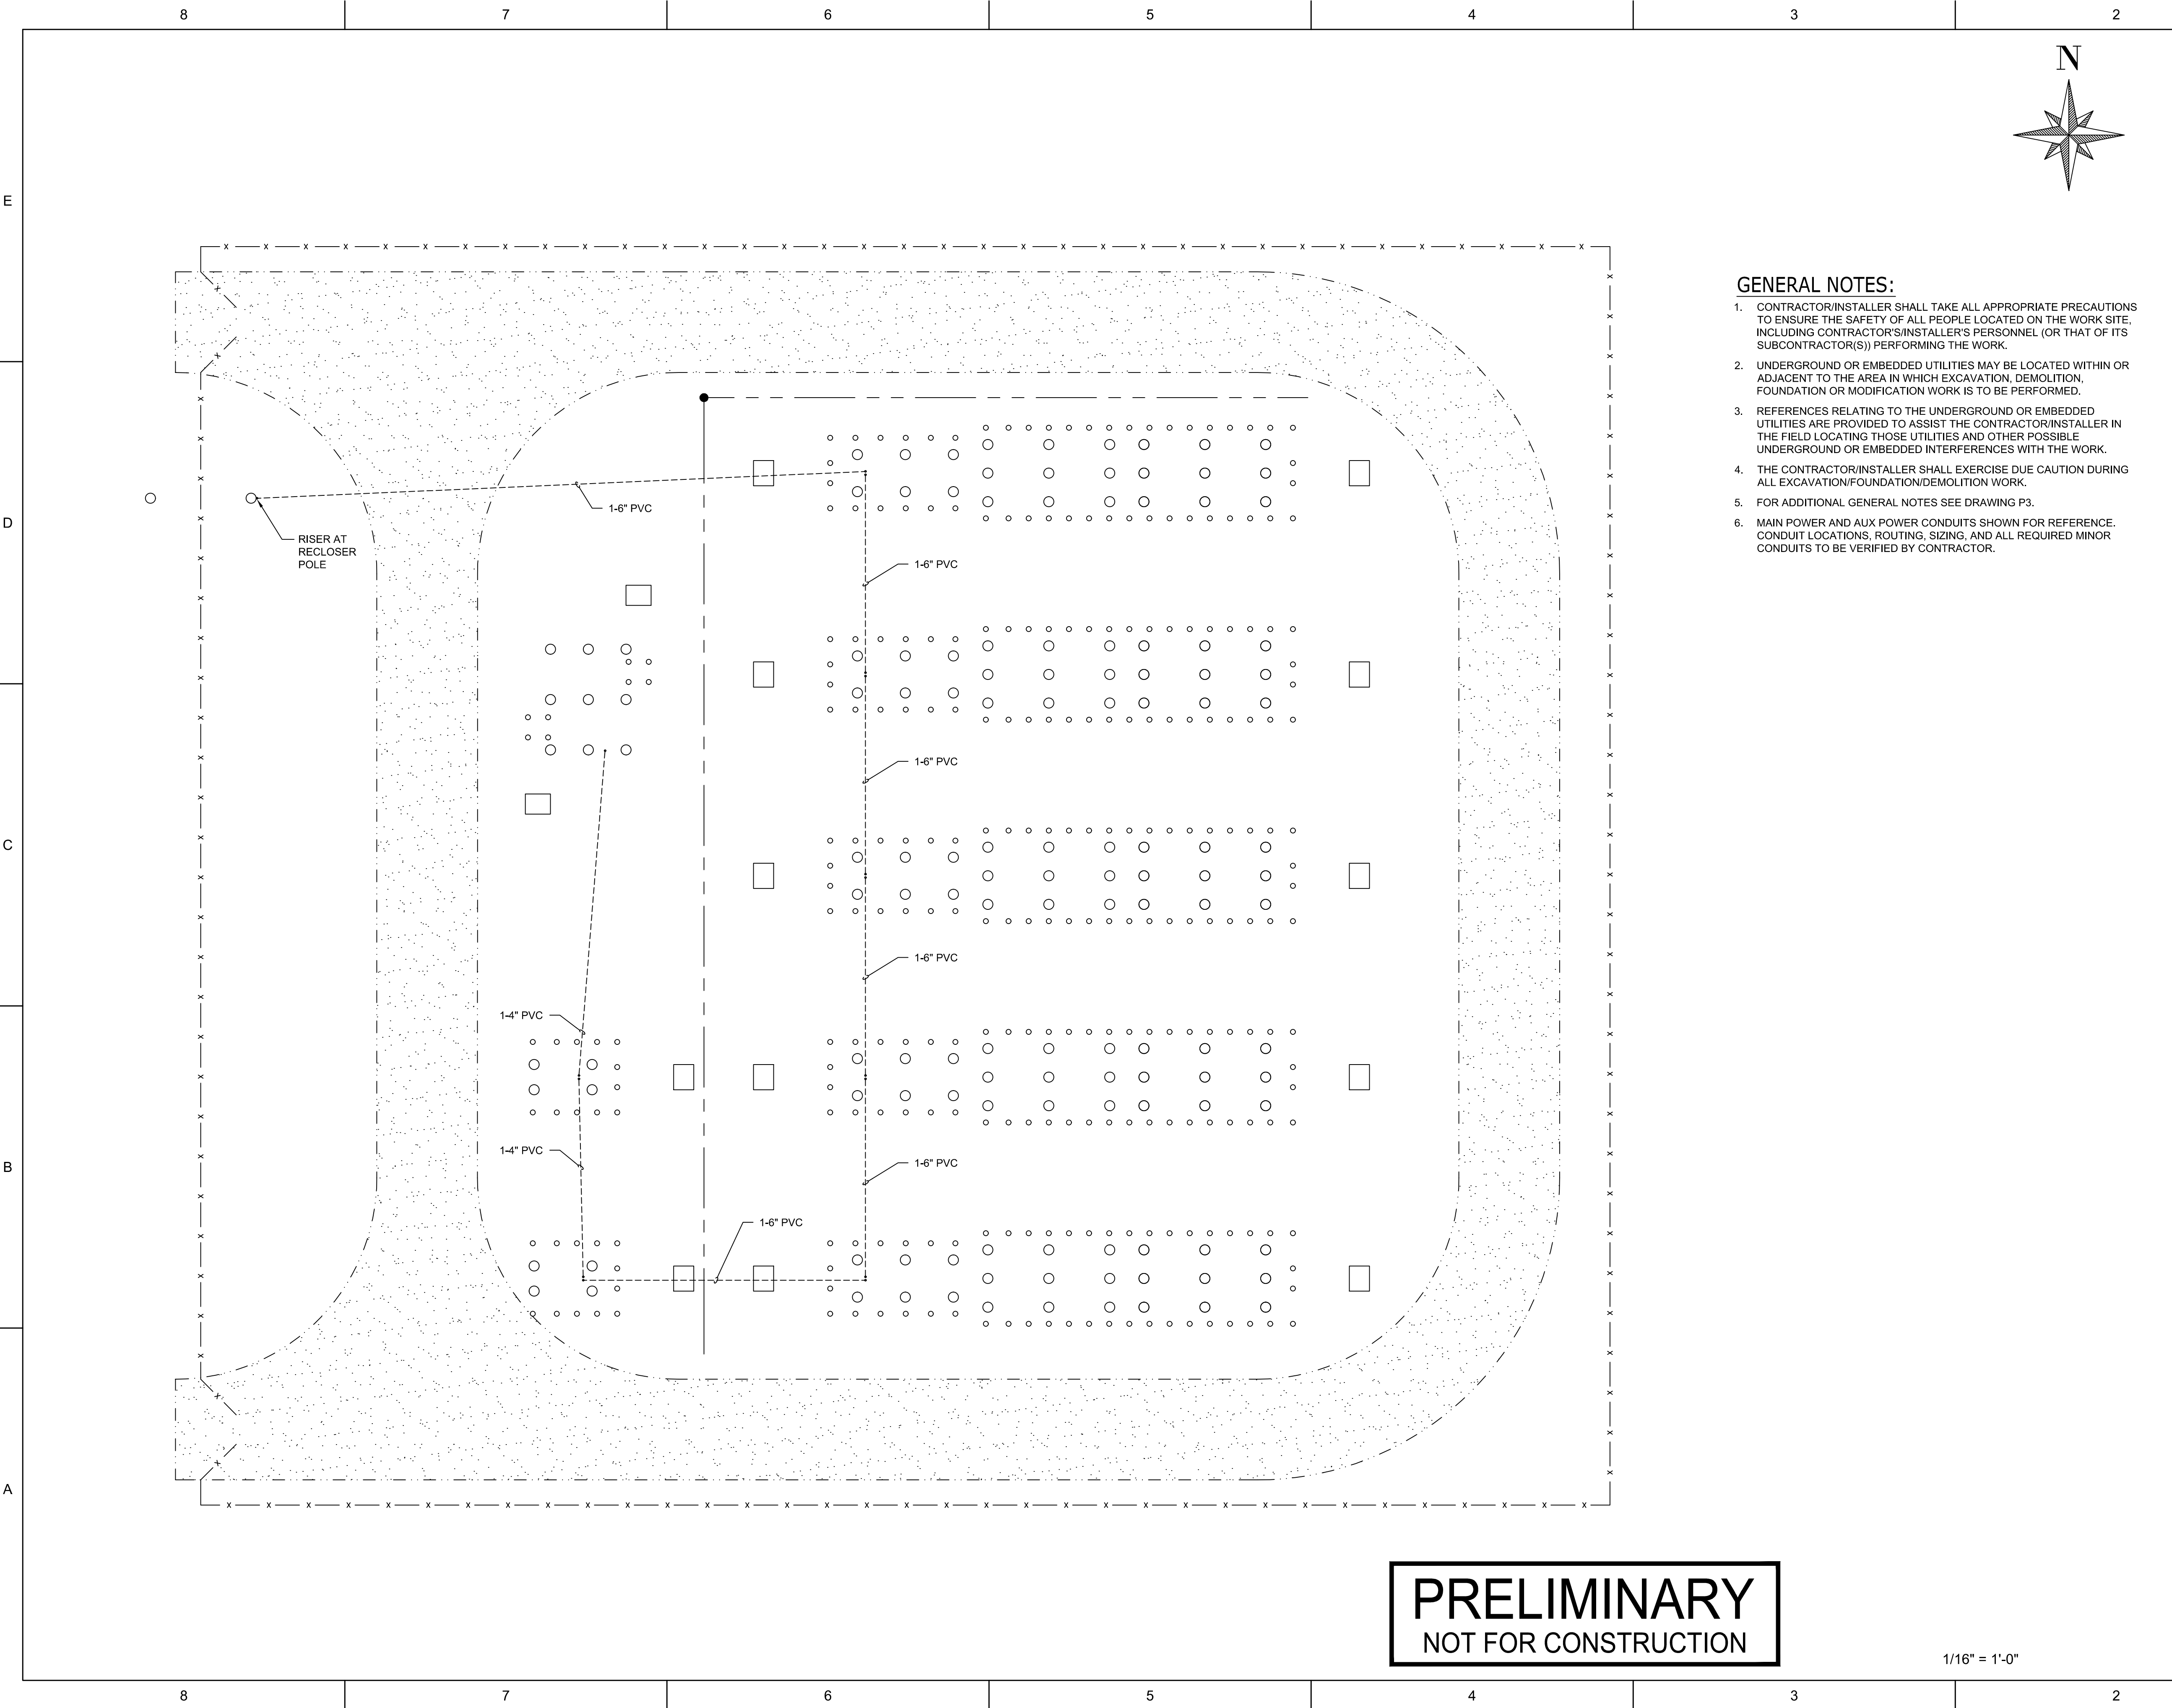 8 7 6 5 4 3 2
N
E
D
C
B
A
GENERAL NOTES:
1. CONTRACTOR/INSTALLER SHALL TAKE ALL APPROPRIATE PRECAUTIONS
TO ENSURE THE SAFETY OF ALL PEOPLE LOCATED ON THE WORK SITE,
INCLUDING CONTRACTOR'S/INSTALLER'S PERSONNEL (OR THAT OF ITS
SUBCONTRACTOR(S)) PERFORMING THE WORK.
2. UNDERGROUND OR EMBEDDED UTILITIES MAY BE LOCATED WITHIN OR
ADJACENT TO THE AREA IN WHICH EXCAVATION, DEMOLITION,
FOUNDATION OR MODIFICATION WORK IS TO BE PERFORMED.
3. REFERENCES RELATING TO THE UNDERGROUND OR EMBEDDED
UTILITIES ARE PROVIDED TO ASSIST THE CONTRACTOR/INSTALLER IN
THE FIELD LOCATING THOSE UTILITIES AND OTHER POSSIBLE
UNDERGROUND OR EMBEDDED INTERFERENCES WITH THE WORK.
4. THE CONTRACTOR/INSTALLER SHALL EXERCISE DUE CAUTION DURING
ALL EXCAVATION/FOUNDATION/DEMOLITION WORK.
5. FOR ADDITIONAL GENERAL NOTES SEE DRAWING P3.
6. MAIN POWER AND AUX POWER CONDUITS SHOWN FOR REFERENCE.
CONDUIT LOCATIONS, ROUTING, SIZING, AND ALL REQUIRED MINOR
CONDUITS TO BE VERIFIED BY CONTRACTOR.
1-6" PVC
RISER AT
RECLOSER
POLE
1-6" PVC
1-6" PVC
1-6" PVC
1-4" PVC
1-4" PVC
1-6" PVC
1-6" PVC
PRELIMINARY
NOT FOR CONSTRUCTION
1/16" = 1'-0"
8 7 6 5 4 3 2